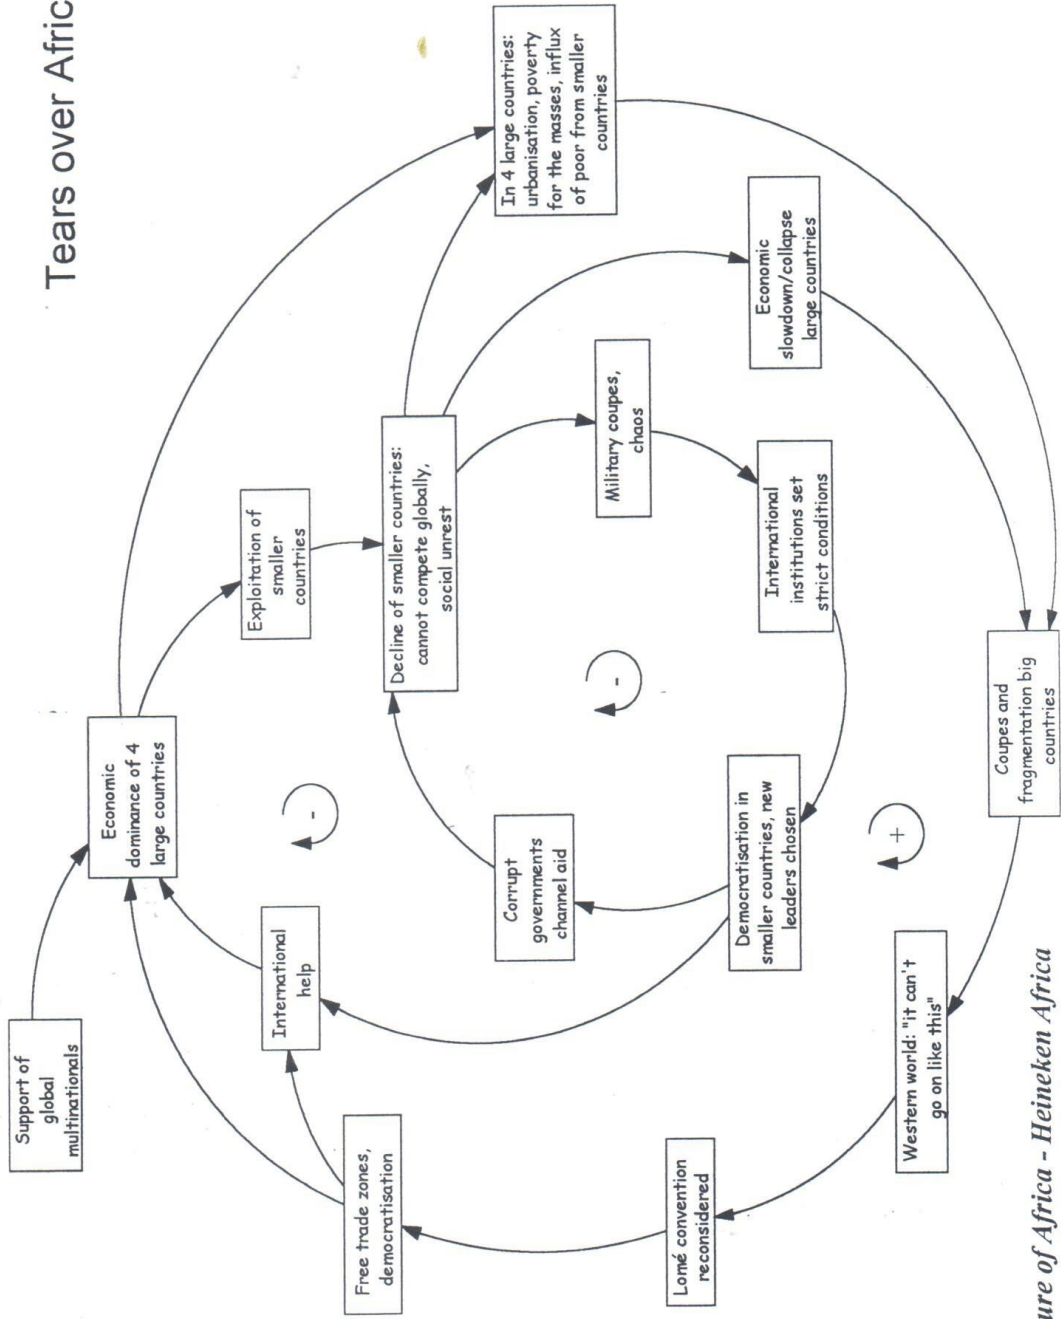 Tears over Afric
Support of
global
multinationals
Economic
dominance of 4
large countries
International
help
Free trade zones,
democratisation
Exploitation of
smaller
countries
Decline of smaller countries:
cannot compete globally,
social unrest
In 4 large countries:
urbanisation, poverty
for the masses, influx
of poor from smaller
countries
Corrupt
governments
channel aid
Military coupes,
chaos
Economic
slowdown/collapse
large countries
-
-
Lomé convention
reconsidered
Democratisation in
smaller countries, new
leaders chosen
International
institutions set
strict conditions
+
Western world: "it can't
go on like this"
Coupes and
fragmentation big
countries
ure of Africa - Heineken Africa